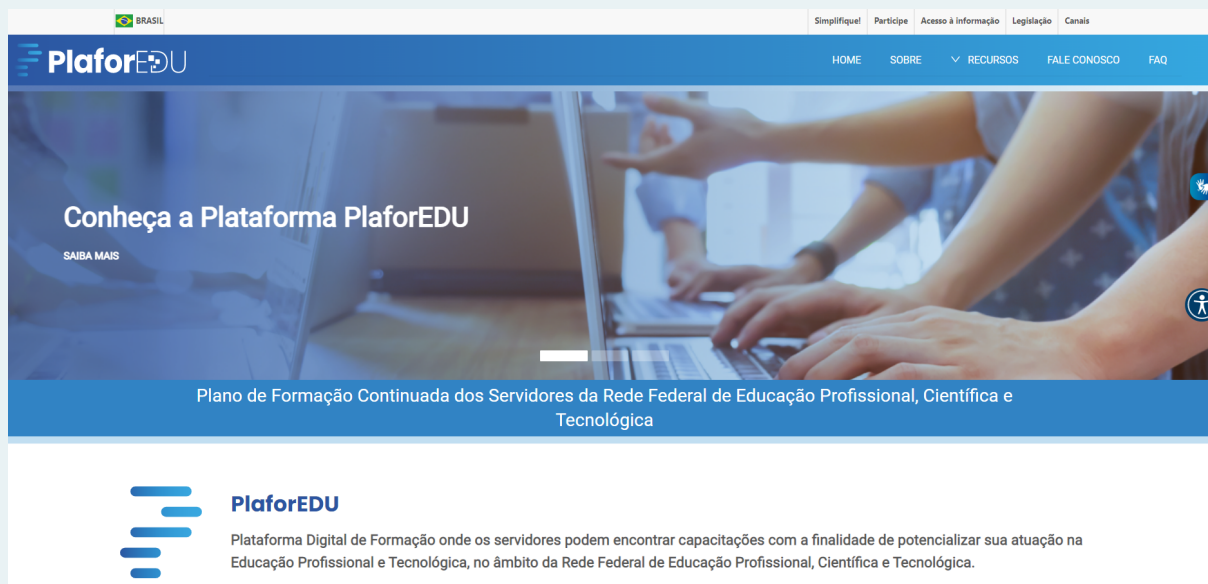 BRASIL
Simplifique! Participe Acesso à informação Legislação Canais
PlaforEDU
HOME SOBRE RECURSOS FALE CONOSCO FAQ
Conheça a Plataforma PlaforEDU
SAIBA MAIS
Plano de Formação Continuada dos Servidores da Rede Federal de Educação Profissional, Científica e
Tecnológica
PlaforEDU
Plataforma Digital de Formação onde os servidores podem encontrar capacitações com a finalidade de potencializar sua atuação na
Educação Profissional e Tecnológica, no âmbito da Rede Federal de Educação Profissional, Científica e Tecnológica.